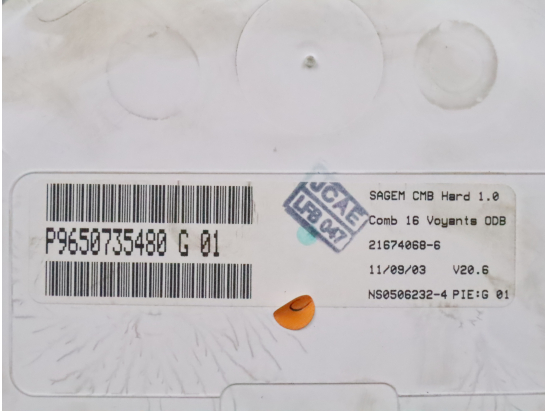 P9650735480 G 01
JCAE
LP8 047
SAGEM CMB Hard 1.0
Comb 16 Voyants ODB
21674068-6
11/09/03 V20.6
NS0506232-4 PIE:G 01